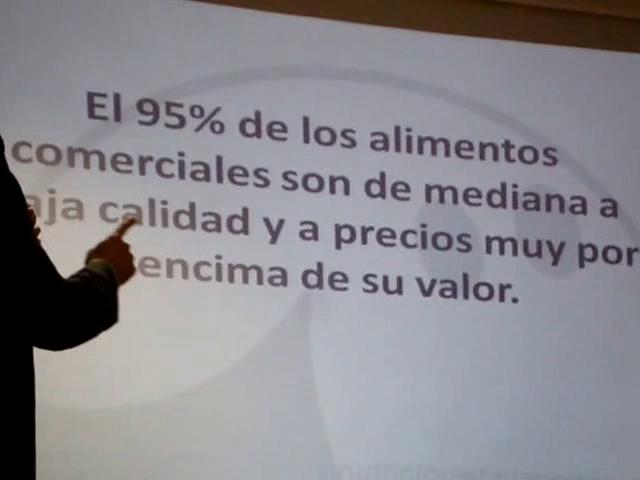 El 95% de los alimentos
comerciales son de mediana a
aja calidad y a precios muy por
encima de su valor.